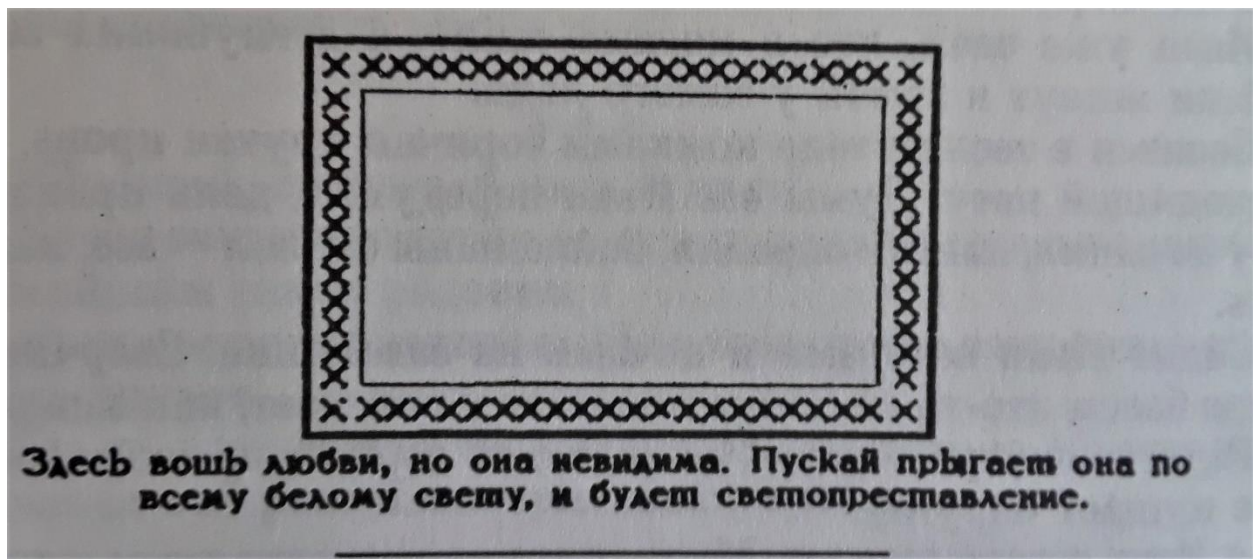 Здесь вошь любви, но она невидима. Пускай прыгает она по
всему белому свету, и будет светопреставление.